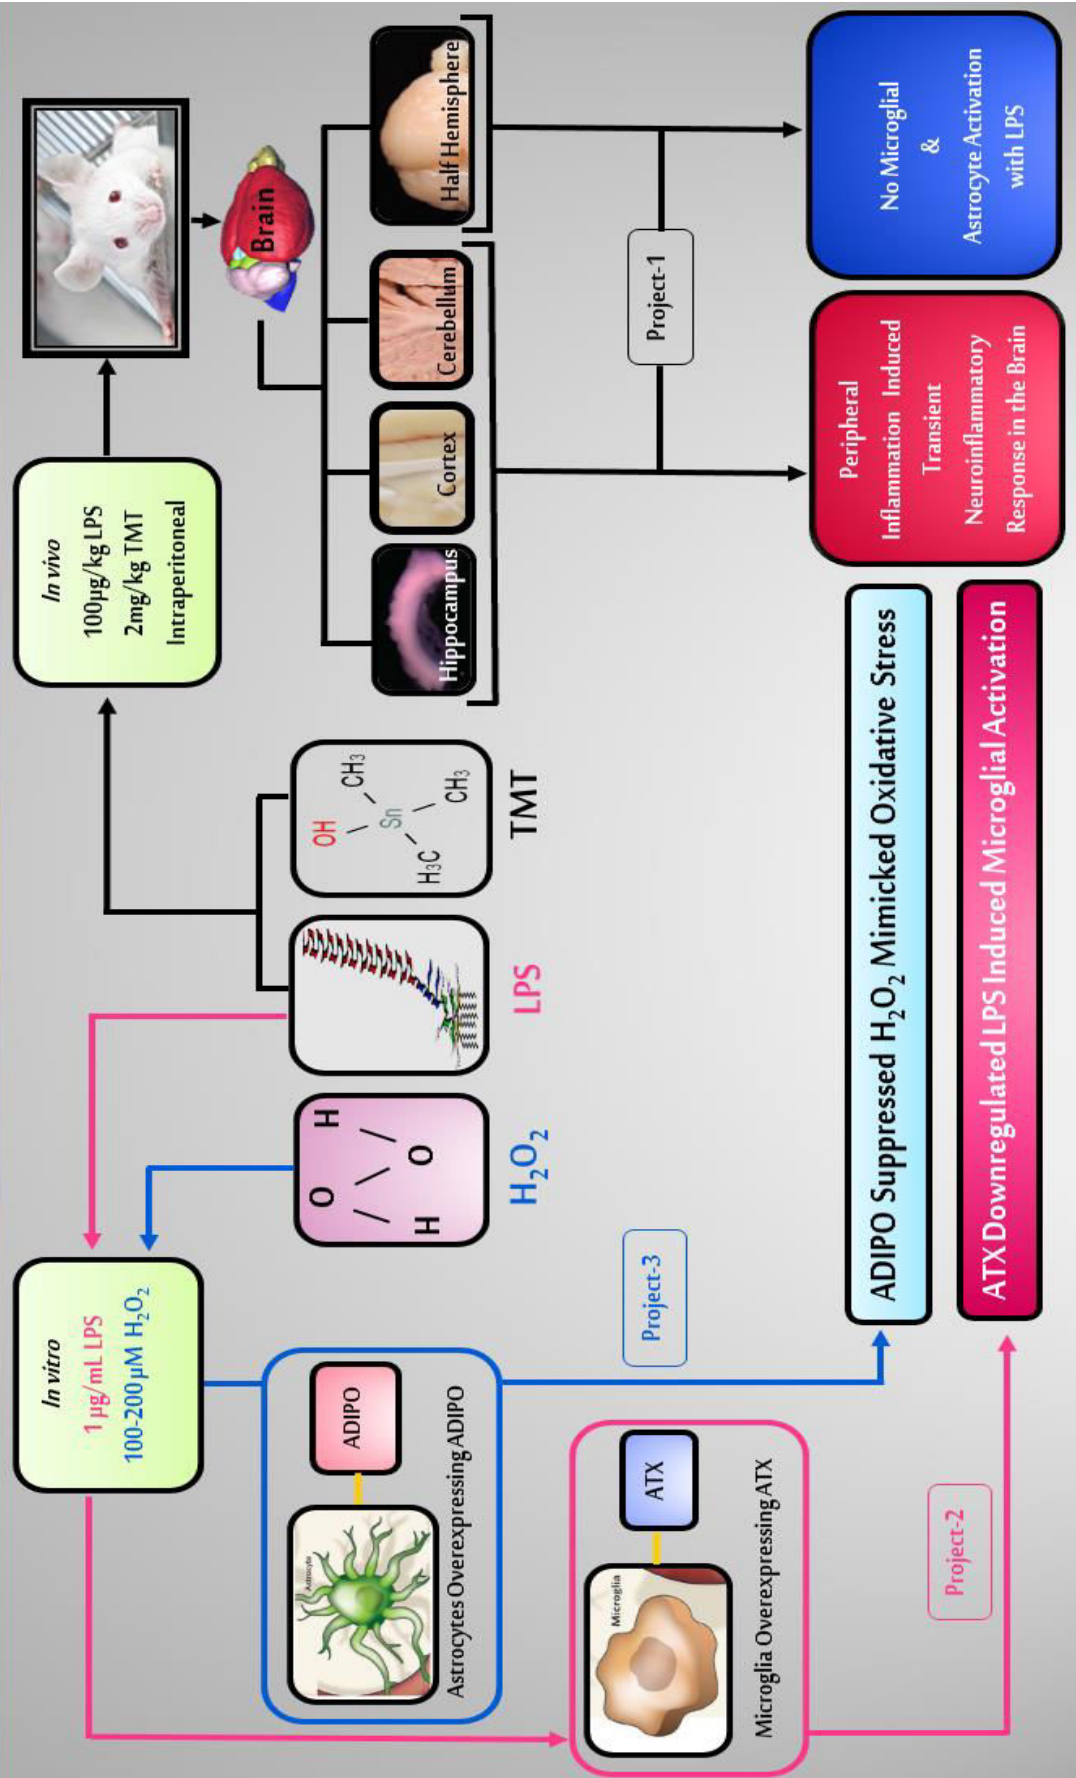 In vitro
1 µg/mL LPS
100-200 µM H₂O₂
In vivo
100µg/kg LPS
2mg/kg TMT
Intraperitoneal
O
H
H
O
H₂O₂
LPS
OH
CH₃
Sn
H₃C
CH₃
TMT
Brain
Hippocampus
Cortex
Cerebellum
Half Hemisphere
Astrocyte
ADIPO
Astrocytes Overexpressing ADIPO
Microglia
ATX
Microglia Overexpressing ATX
Project-3
Project-2
Project-1
ADIPO Suppressed H₂O₂ Mimicked Oxidative Stress
ATX Downregulated LPS Induced Microglial Activation
Peripheral
Inflammation Induced
Transient
Neuroinflammatory
Response in the Brain
No Microglial
&
Astrocyte Activation
with LPS